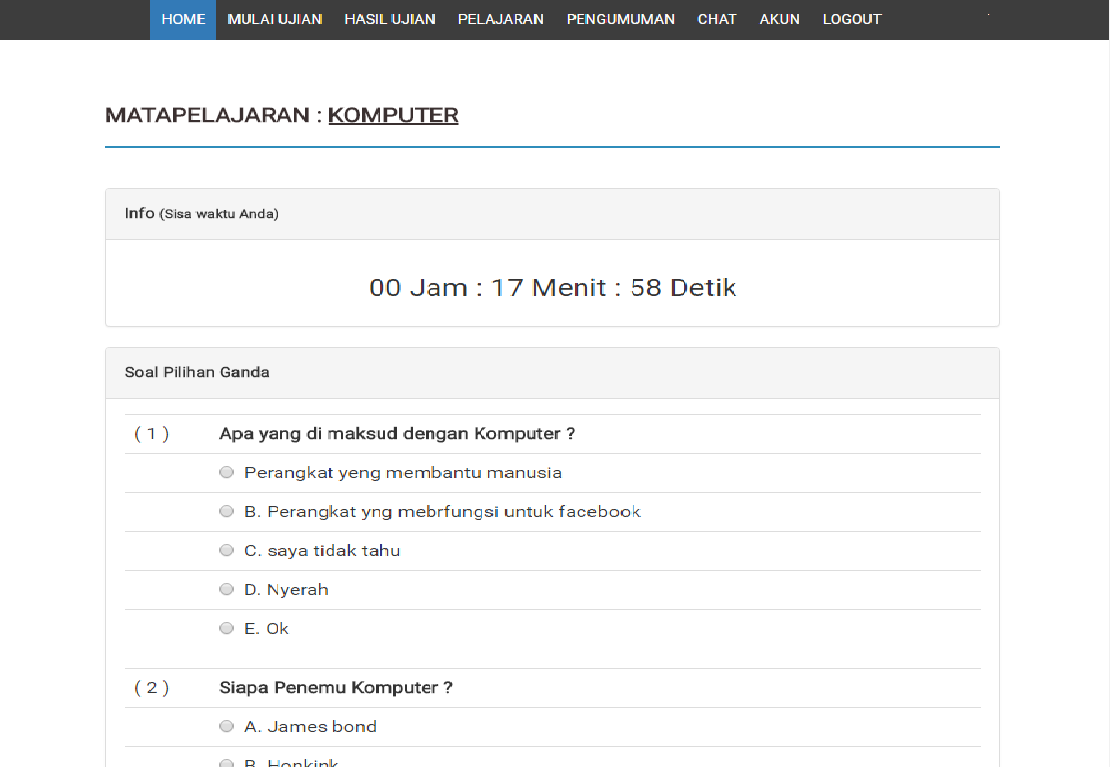 HOME MULAI UJIAN HASIL UJIAN PELAJARAN PENGUMUMAN CHAT AKUN LOGOUT
MATAPELAJARAN : KOMPUTER
Info (Sisa waktu Anda)
00 Jam : 17 Menit : 58 Detik
Soal Pilihan Ganda
( 1 ) Apa yang di maksud dengan Komputer ?
Perangkat yeng membantu manusia
B. Perangkat yng mebrfungsi untuk facebook
C. saya tidak tahu
D. Nyerah
E. Ok
( 2 ) Siapa Penemu Komputer ?
A. James bond
B. Honkink